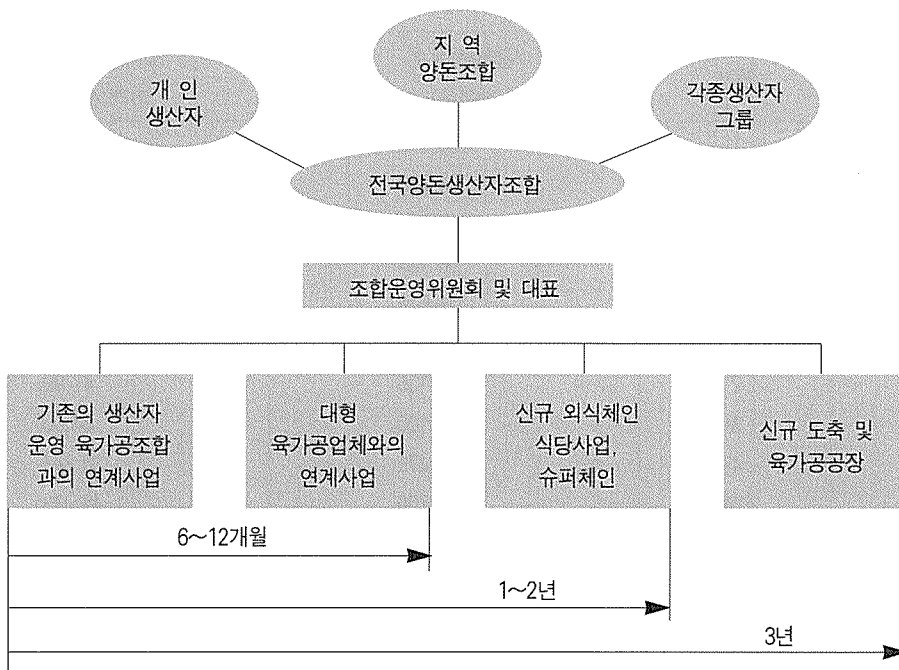 지 역
양돈조합
개 인
생산자
각종생산자
그룹
전국양돈생산자조합
조합운영위원회 및 대표
기존의 생산자
운영 육가공조합
과의 연계사업
대형
육가공업체와의
연계사업
신규 외식체인
식당사업,
슈퍼체인
신규 도축 및
육가공공장
6～12개월
1～2년
3년